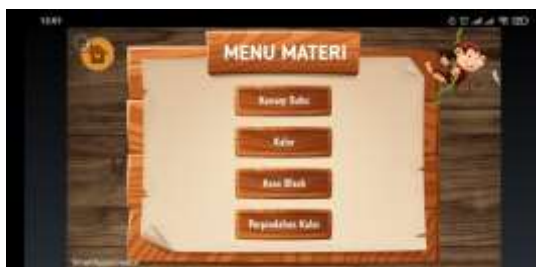 MENU MATERI
Konsep Suhu
Kalor
Asas Black
Perpindahan Kalor